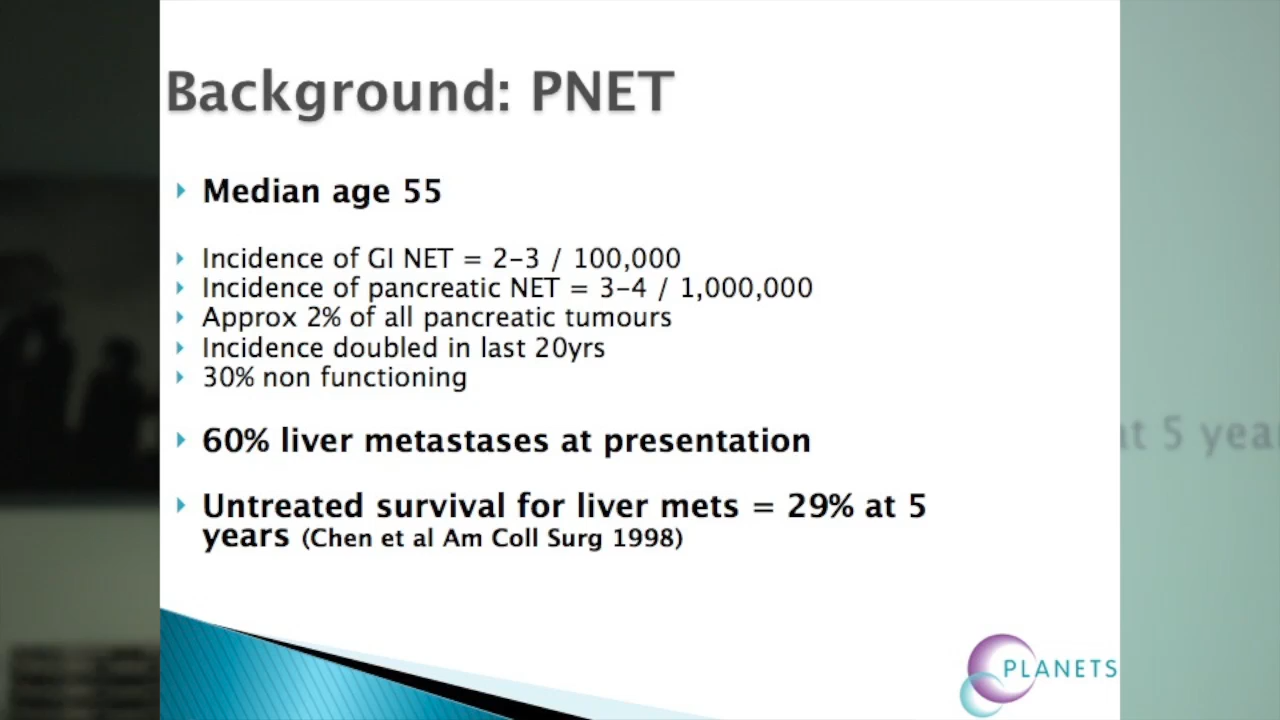 Background: PNET
Median age 55
Incidence of GI NET = 2-3 / 100,000
Incidence of pancreatic NET = 3-4 / 1,000,000
Approx 2% of all pancreatic tumours
Incidence doubled in last 20yrs
30% non functioning
60% liver metastases at presentation
at 5 yea
Untreated survival for liver mets = 29% at 5
years (Chen et al Am Coll Surg 1998)
PLANETS